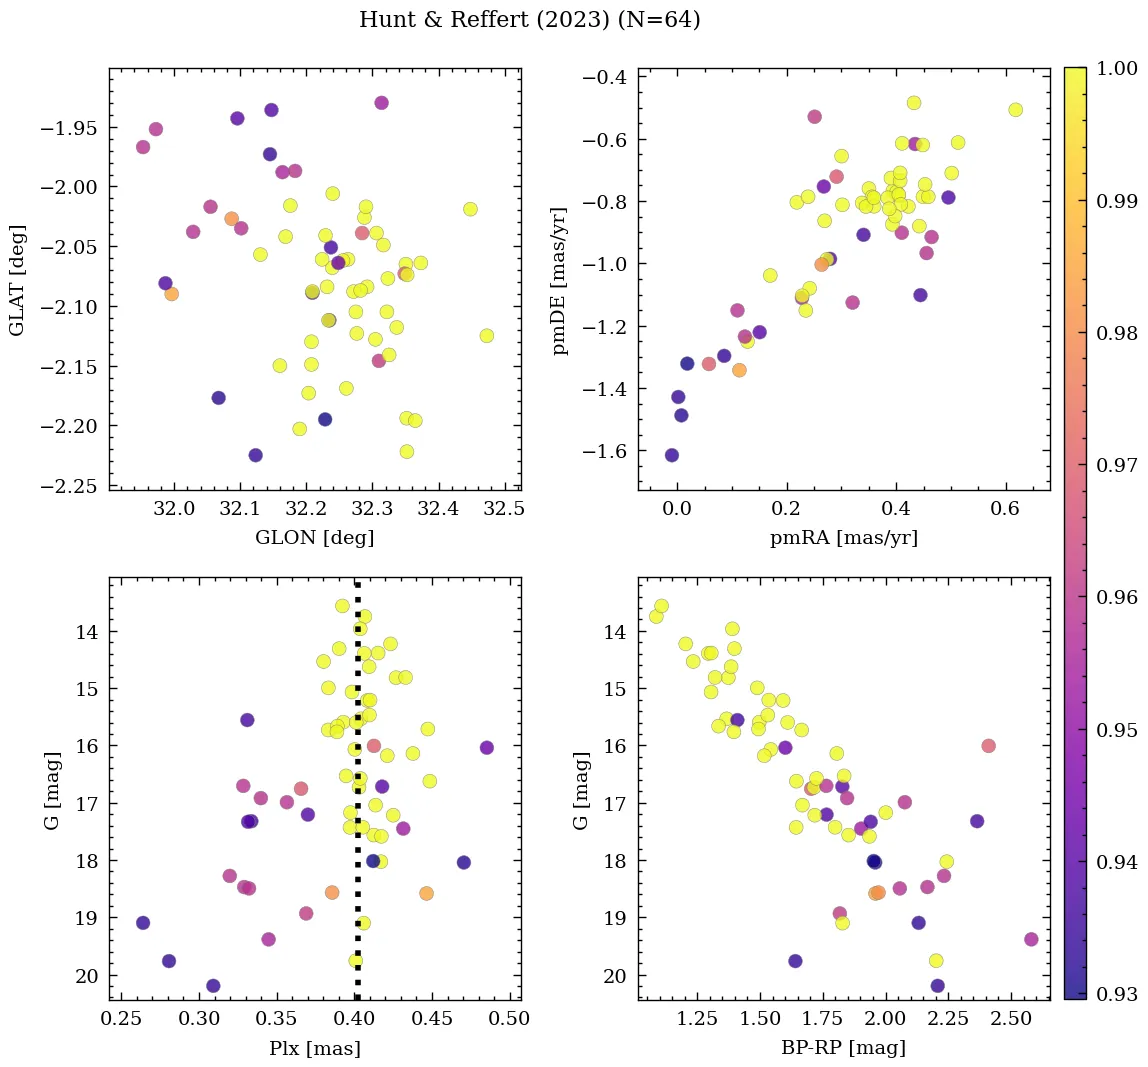 Hunt & Reffert (2023) (N=64)
−1.95
−2.00
−2.05
−2.10
−2.15
−2.20
−2.25
GLAT [deg]
32.0 32.1 32.2 32.3 32.4 32.5
GLON [deg]
−0.4
−0.6
−0.8
−1.0
−1.2
−1.4
−1.6
pmDE [mas/yr]
0.0 0.2 0.4 0.6
pmRA [mas/yr]
14
15
16
17
18
19
20
G [mag]
0.25 0.30 0.35 0.40 0.45 0.50
Plx [mas]
14
15
16
17
18
19
20
G [mag]
1.25 1.50 1.75 2.00 2.25 2.50
BP-RP [mag]
1.00
0.99
0.98
0.97
0.96
0.95
0.94
0.93